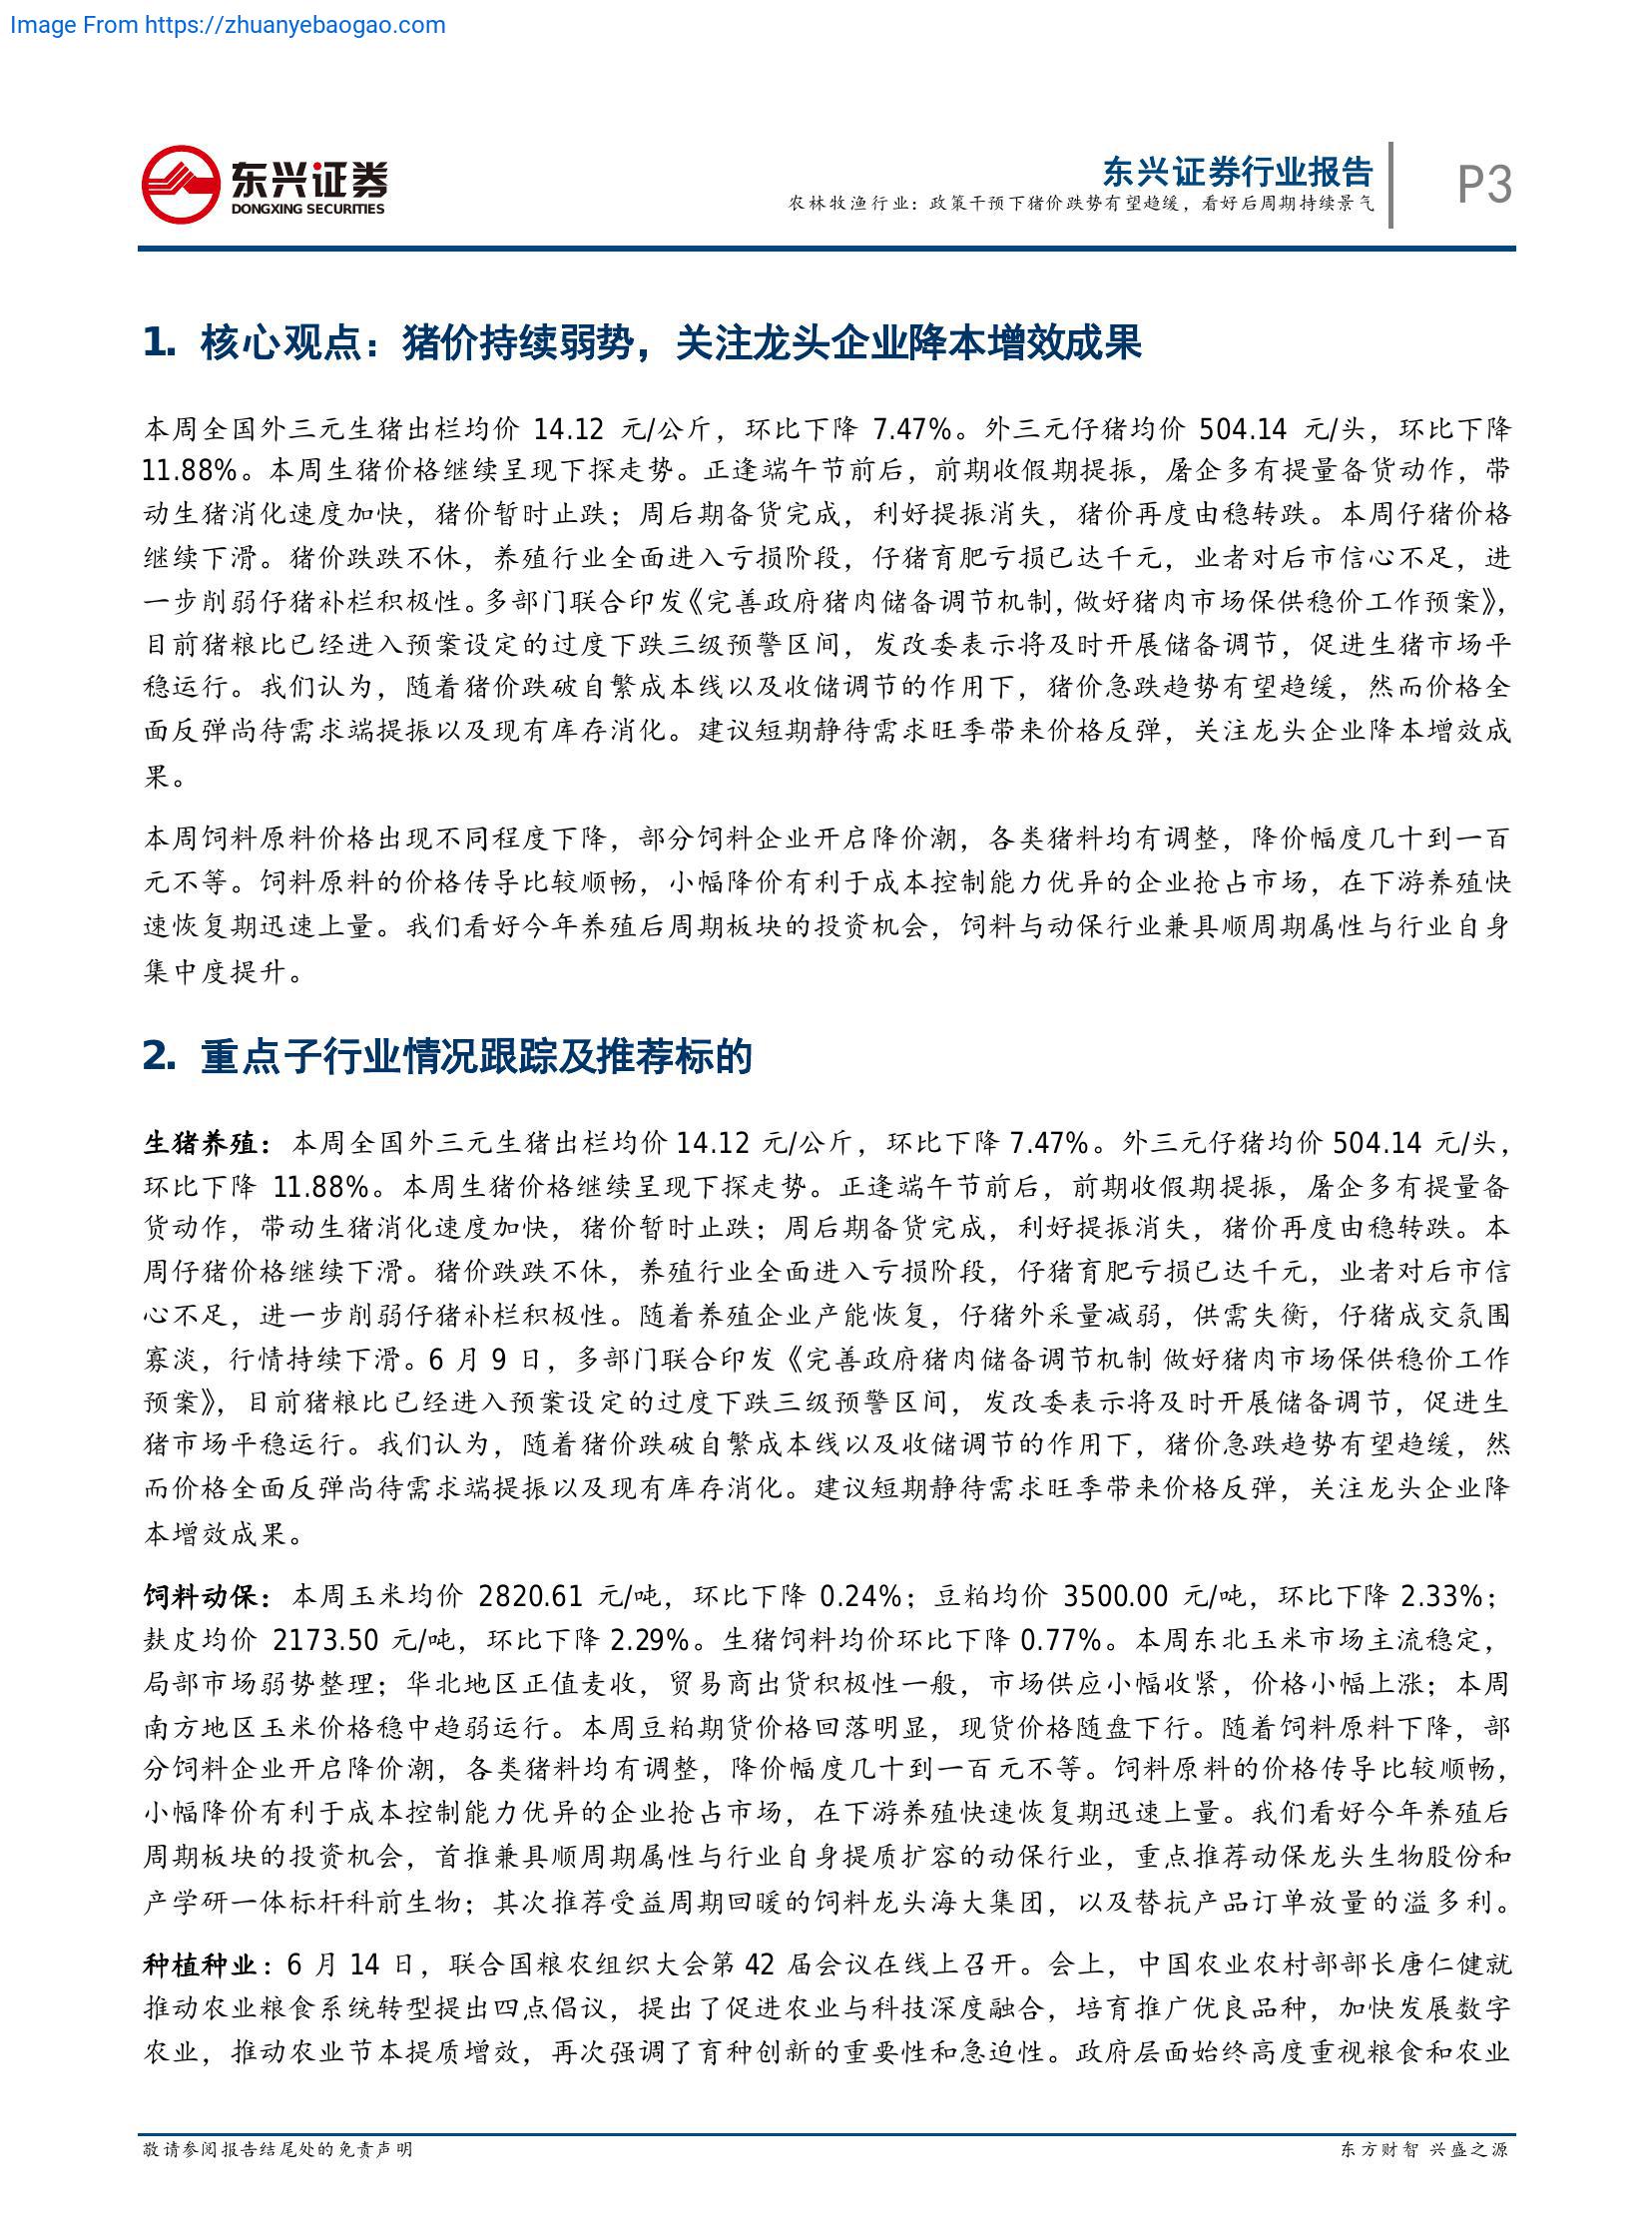 Image From https://zhuanyebaogao.com
东兴证券
DONGXING SECURITIES
东兴证券行业报告
农林牧渔行业：政策干预下猪价跌势有望趋缓，看好后周期持续景气
P3
1. 核心观点：猪价持续弱势，关注龙头企业降本增效成果
本周全国外三元生猪出栏均价 14.12 元/公斤，环比下降 7.47%。外三元仔猪均价 504.14 元/头，环比下降
11.88%。本周生猪价格继续呈现下探走势。正逢端午节前后，前期收假期提振，屠企多有提量备货动作，带
动生猪消化速度加快，猪价暂时止跌；周后期备货完成，利好提振消失，猪价再度由稳转跌。本周仔猪价格
继续下滑。猪价跌跌不休，养殖行业全面进入亏损阶段，仔猪育肥亏损已达千元，业者对后市信心不足，进
一步削弱仔猪补栏积极性。多部门联合印发《完善政府猪肉储备调节机制，做好猪肉市场保供稳价工作预案》，
目前猪粮比已经进入预案设定的过度下跌三级预警区间，发改委表示将及时开展储备调节，促进生猪市场平
稳运行。我们认为，随着猪价跌破自繁成本线以及收储调节的作用下，猪价急跌趋势有望趋缓，然而价格全
面反弹尚待需求端提振以及现有库存消化。建议短期静待需求旺季带来价格反弹，关注龙头企业降本增效成
果。
本周饲料原料价格出现不同程度下降，部分饲料企业开启降价潮，各类猪料均有调整，降价幅度几十到一百
元不等。饲料原料的价格传导比较顺畅，小幅降价有利于成本控制能力优异的企业抢占市场，在下游养殖快
速恢复期迅速上量。我们看好今年养殖后周期板块的投资机会，饲料与动保行业兼具顺周期属性与行业自身
集中度提升。
2. 重点子行业情况跟踪及推荐标的
生猪养殖：本周全国外三元生猪出栏均价 14.12 元/公斤，环比下降 7.47%。外三元仔猪均价 504.14 元/头，
环比下降 11.88%。本周生猪价格继续呈现下探走势。正逢端午节前后，前期收假期提振，屠企多有提量备
货动作，带动生猪消化速度加快，猪价暂时止跌；周后期备货完成，利好提振消失，猪价再度由稳转跌。本
周仔猪价格继续下滑。猪价跌跌不休，养殖行业全面进入亏损阶段，仔猪育肥亏损已达千元，业者对后市信
心不足，进一步削弱仔猪补栏积极性。随着养殖企业产能恢复，仔猪外采量减弱，供需失衡，仔猪成交氛围
寡淡，行情持续下滑。6 月 9 日，多部门联合印发《完善政府猪肉储备调节机制 做好猪肉市场保供稳价工作
预案》，目前猪粮比已经进入预案设定的过度下跌三级预警区间，发改委表示将及时开展储备调节，促进生
猪市场平稳运行。我们认为，随着猪价跌破自繁成本线以及收储调节的作用下，猪价急跌趋势有望趋缓，然
而价格全面反弹尚待需求端提振以及现有库存消化。建议短期静待需求旺季带来价格反弹，关注龙头企业降
本增效成果。
饲料动保：本周玉米均价 2820.61 元/吨，环比下降 0.24%；豆粕均价 3500.00 元/吨，环比下降 2.33%；
麸皮均价 2173.50 元/吨，环比下降 2.29%。生猪饲料均价环比下降 0.77%。本周东北玉米市场主流稳定，
局部市场弱势整理；华北地区正值麦收，贸易商出货积极性一般，市场供应小幅收紧，价格小幅上涨；本周
南方地区玉米价格稳中趋弱运行。本周豆粕期货价格回落明显，现货价格随盘下行。随着饲料原料下降，部
分饲料企业开启降价潮，各类猪料均有调整，降价幅度几十到一百元不等。饲料原料的价格传导比较顺畅，
小幅降价有利于成本控制能力优异的企业抢占市场，在下游养殖快速恢复期迅速上量。我们看好今年养殖后
周期板块的投资机会，首推兼具顺周期属性与行业自身提质扩容的动保行业，重点推荐动保龙头生物股份和
产学研一体标杆科前生物；其次推荐受益周期回暖的饲料龙头海大集团，以及替抗产品订单放量的溢多利。
种植种业：6 月 14 日，联合国粮农组织大会第 42 届会议在线上召开。会上，中国农业农村部部长唐仁健就
推动农业粮食系统转型提出四点倡议，提出了促进农业与科技深度融合，培育推广优良品种，加快发展数字
农业，推动农业节本提质增效，再次强调了育种创新的重要性和急迫性。政府层面始终高度重视粮食和农业
敬请参阅报告结尾处的免责声明
东方财智 兴盛之源